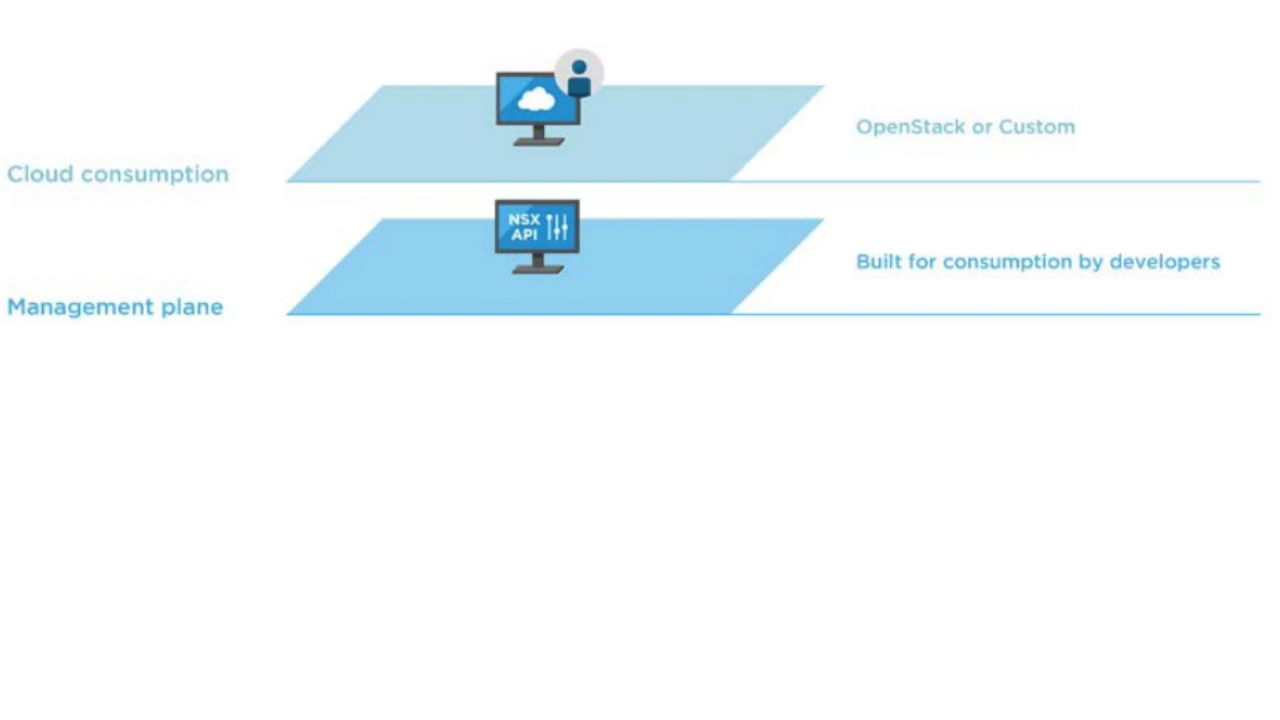 OpenStack or Custom
Cloud consumption
NSX
API
Built for consumption by developers
Management plane